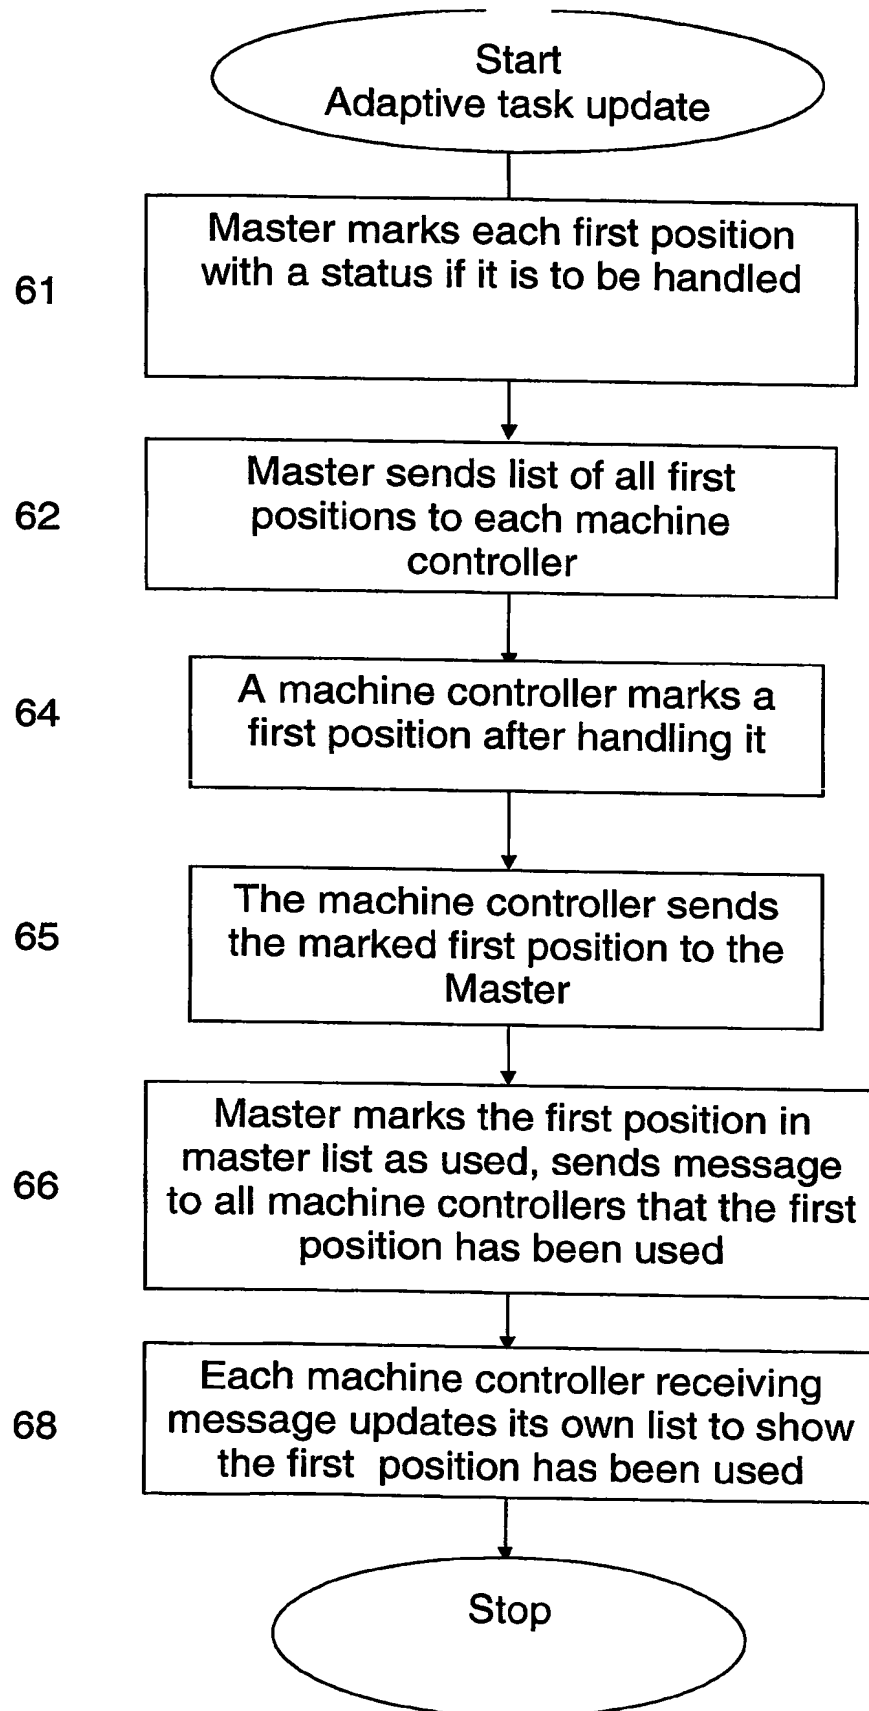 Start
Adaptive task update
61
Master marks each first position
with a status if it is to be handled
62
Master sends list of all first
positions to each machine
controller
64
A machine controller marks a
first position after handling it
65
The machine controller sends
the marked first position to the
Master
66
Master marks the first position in
master list as used, sends message
to all machine controllers that the first
position has been used
68
Each machine controller receiving
message updates its own list to show
the first position has been used
Stop